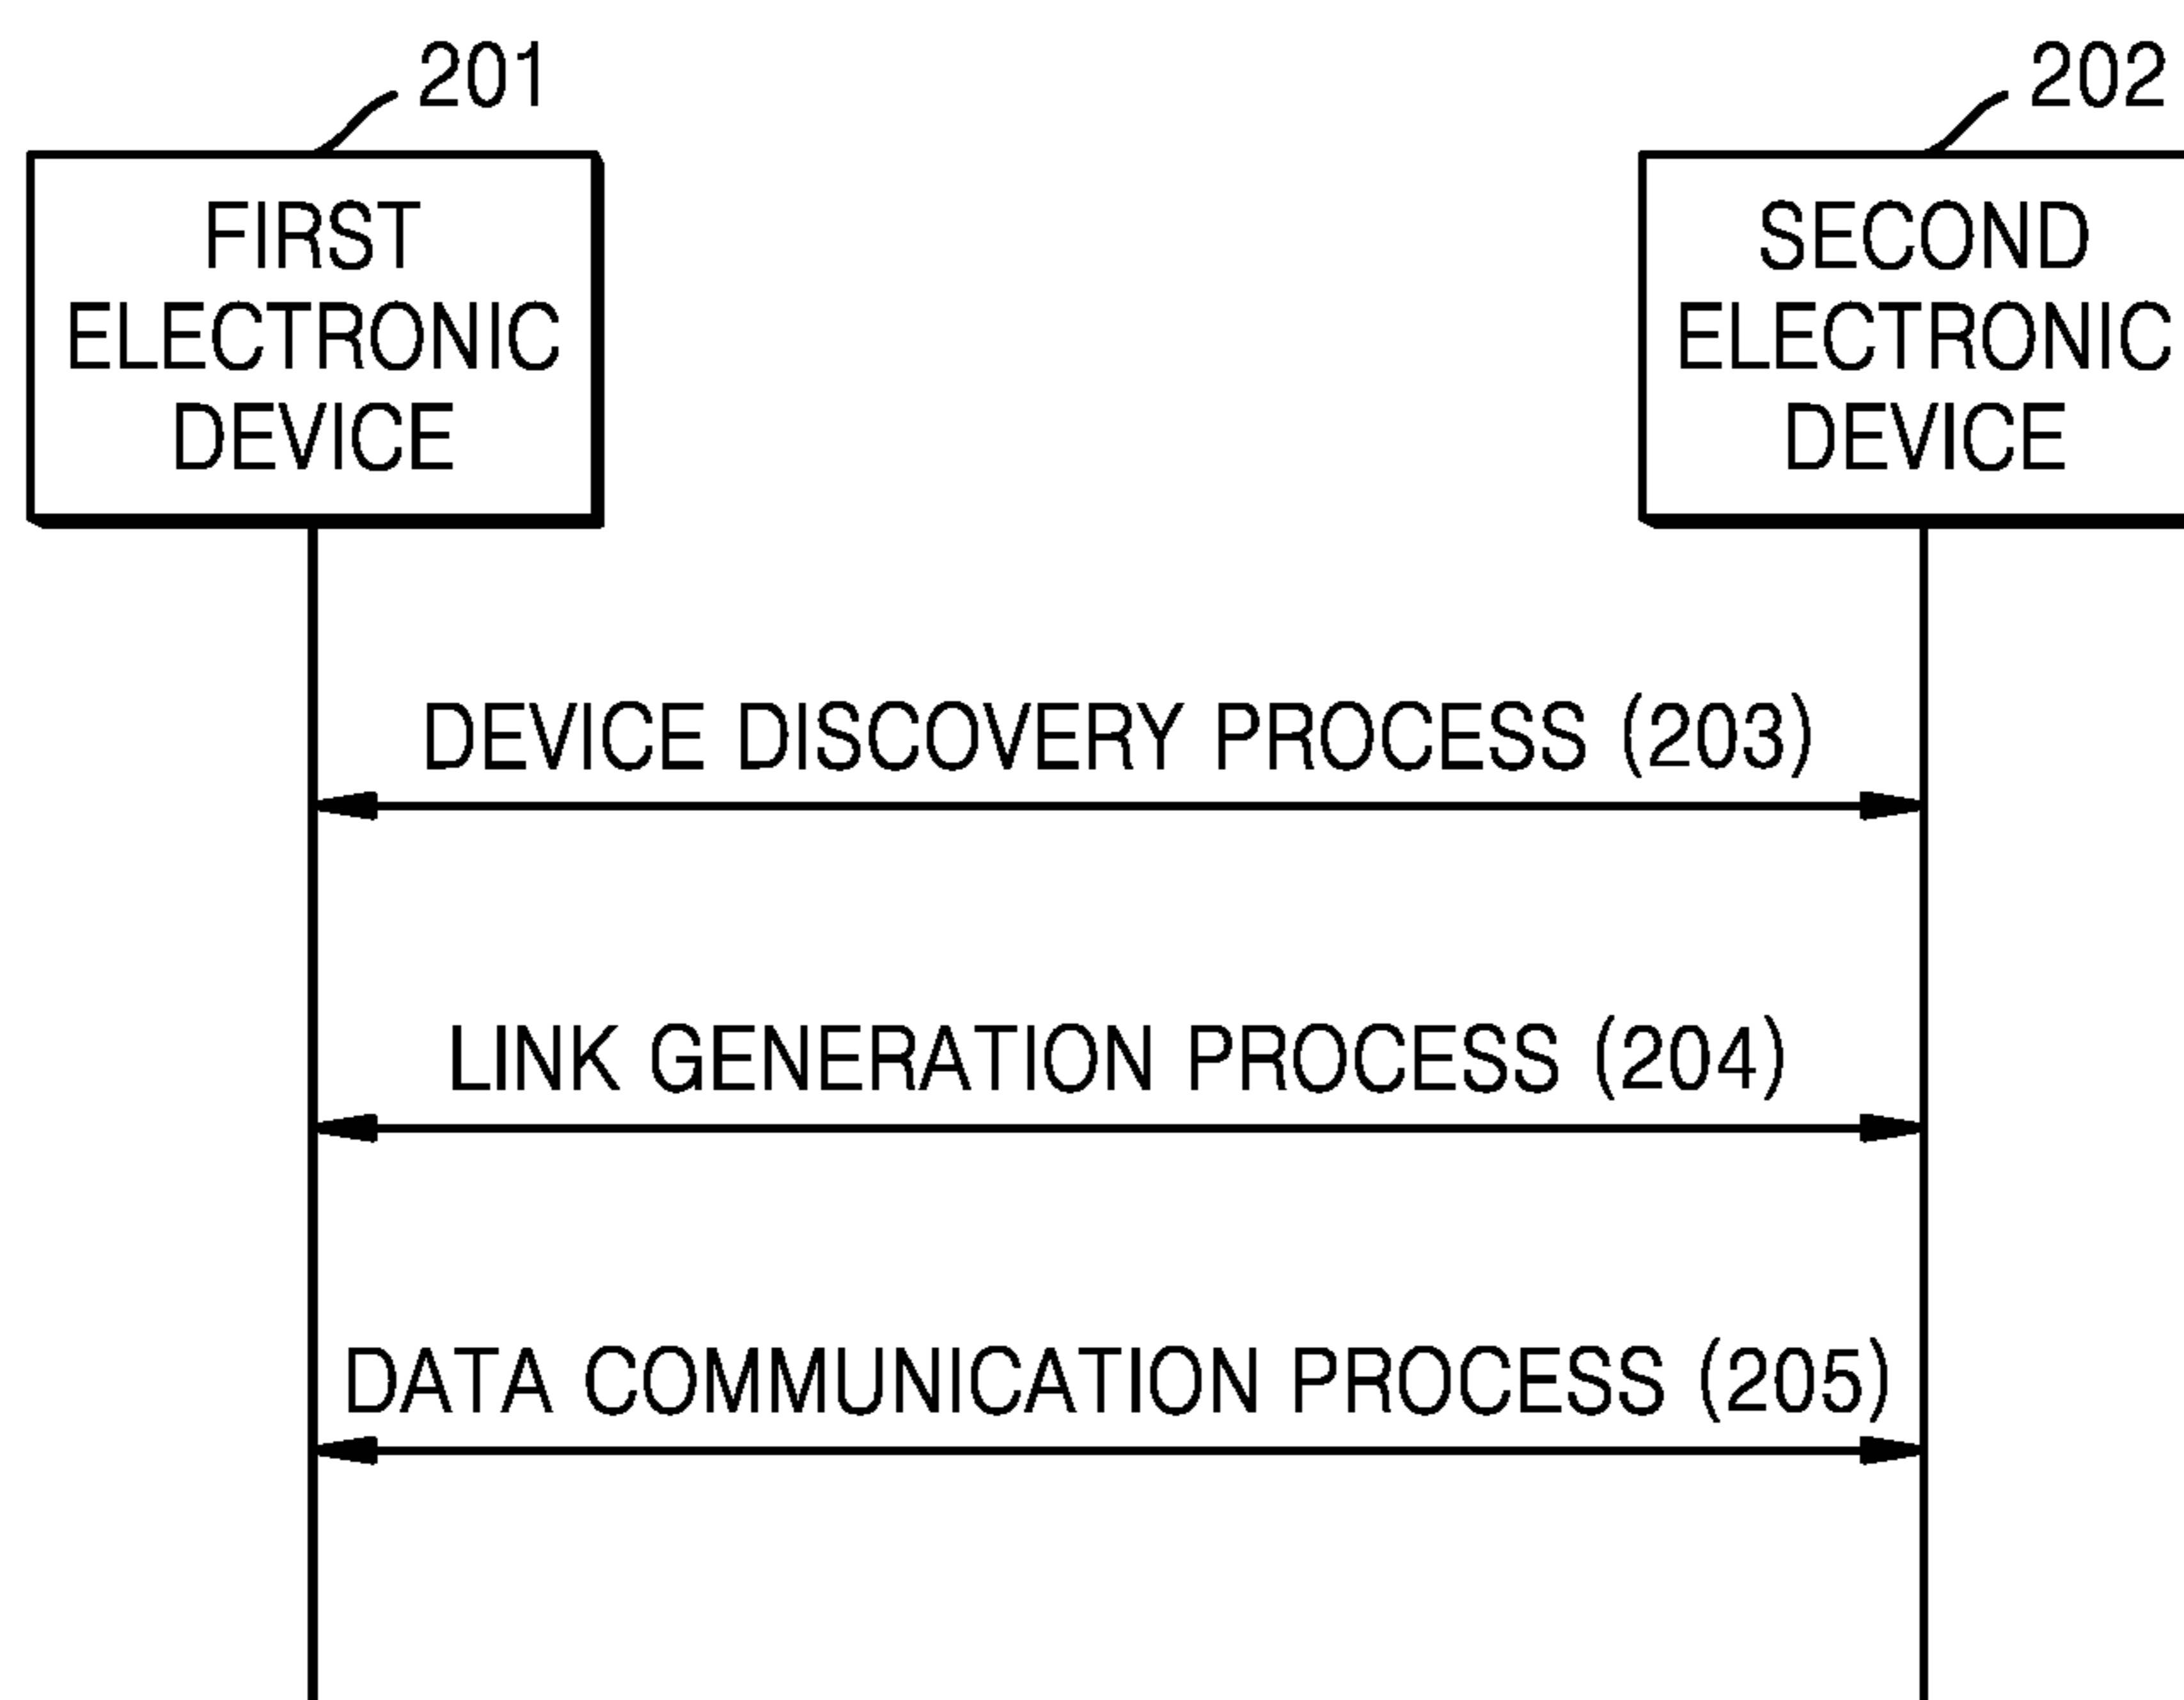 201
202
FIRST
ELECTRONIC
DEVICE
SECOND
ELECTRONIC
DEVICE
DEVICE DISCOVERY PROCESS (203)
LINK GENERATION PROCESS (204)
DATA COMMUNICATION PROCESS (205)